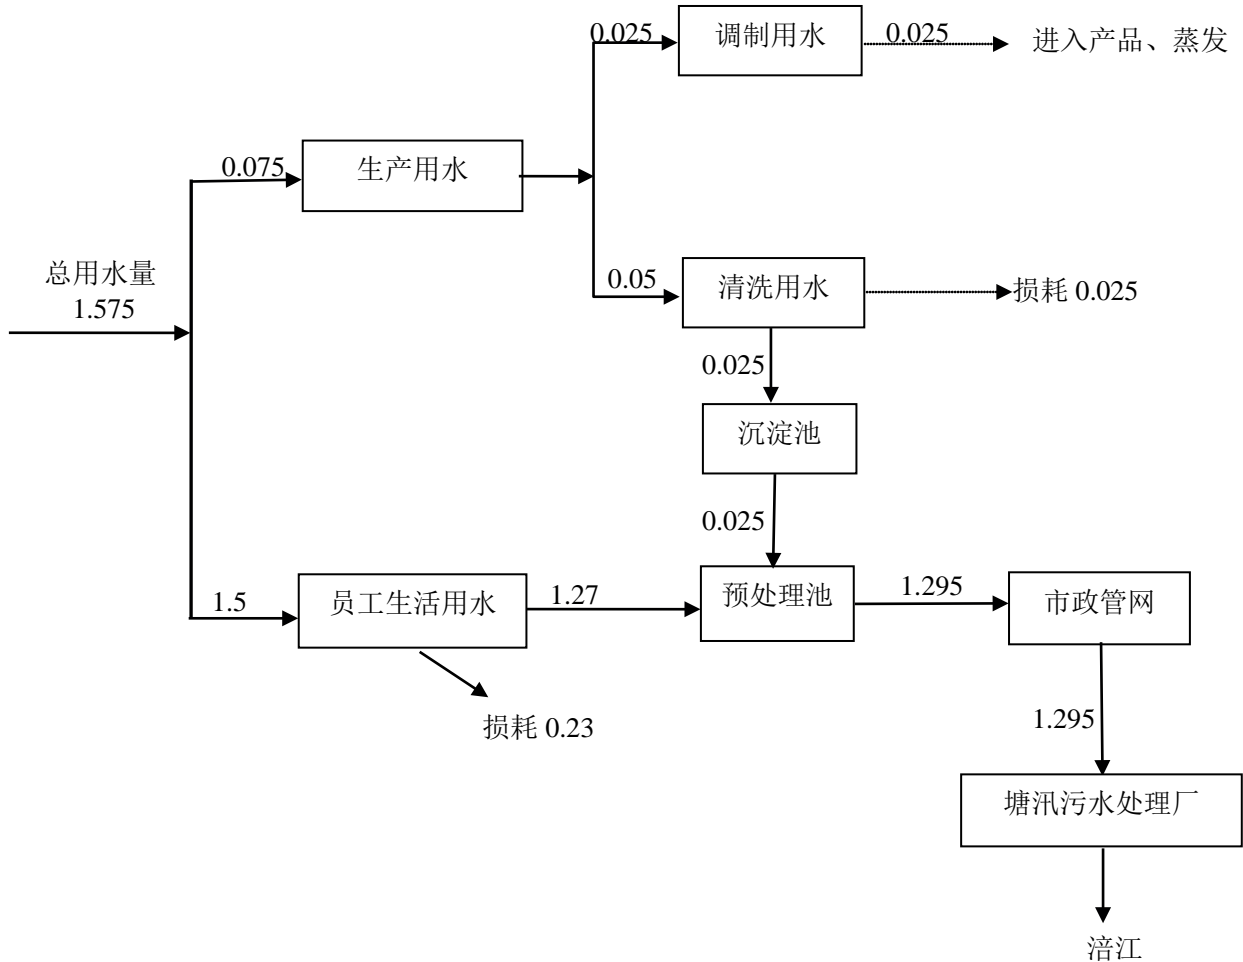 0.025
调制用水
0.025
进入产品、蒸发
0.075
生产用水
总用水量
1.575
0.05
清洗用水
损耗 0.025
0.025
沉淀池
0.025
1.5
员工生活用水
1.27
预处理池
1.295
市政管网
损耗 0.23
1.295
塘汛污水处理厂
涪江